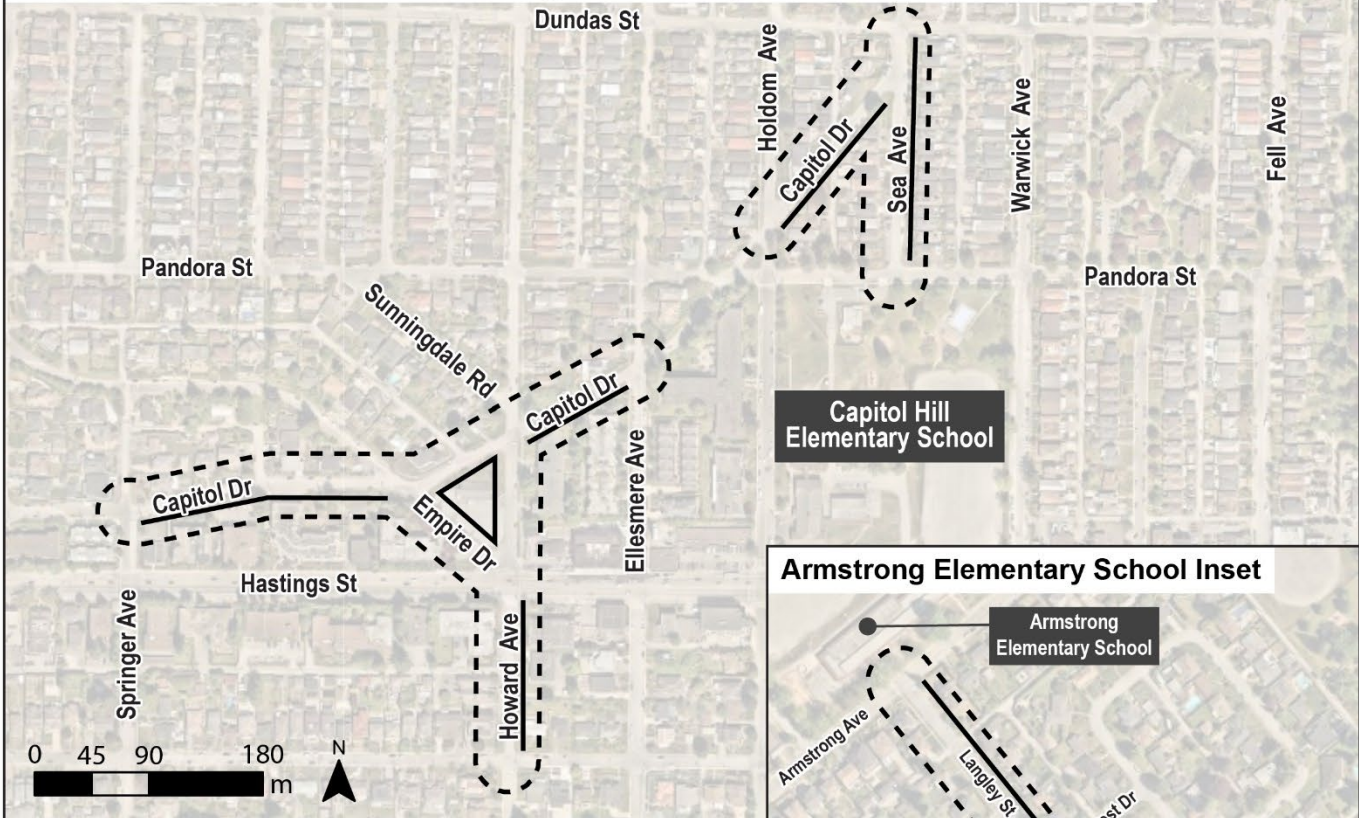 Dundas St
Holdom Ave
Capitol Dr
Sea Ave
Warwick Ave
Fell Ave
Pandora St
Pandora St
Sunningdale Rd
Capitol Dr
Capitol Hill
Elementary School
Capitol Dr
Empire Dr
Ellesmere Ave
Hastings St
Springer Ave
Howard Ave
0 45 90 180
m
N
Armstrong Elementary School Inset
Armstrong
Elementary School
Armstrong Ave
Langley St